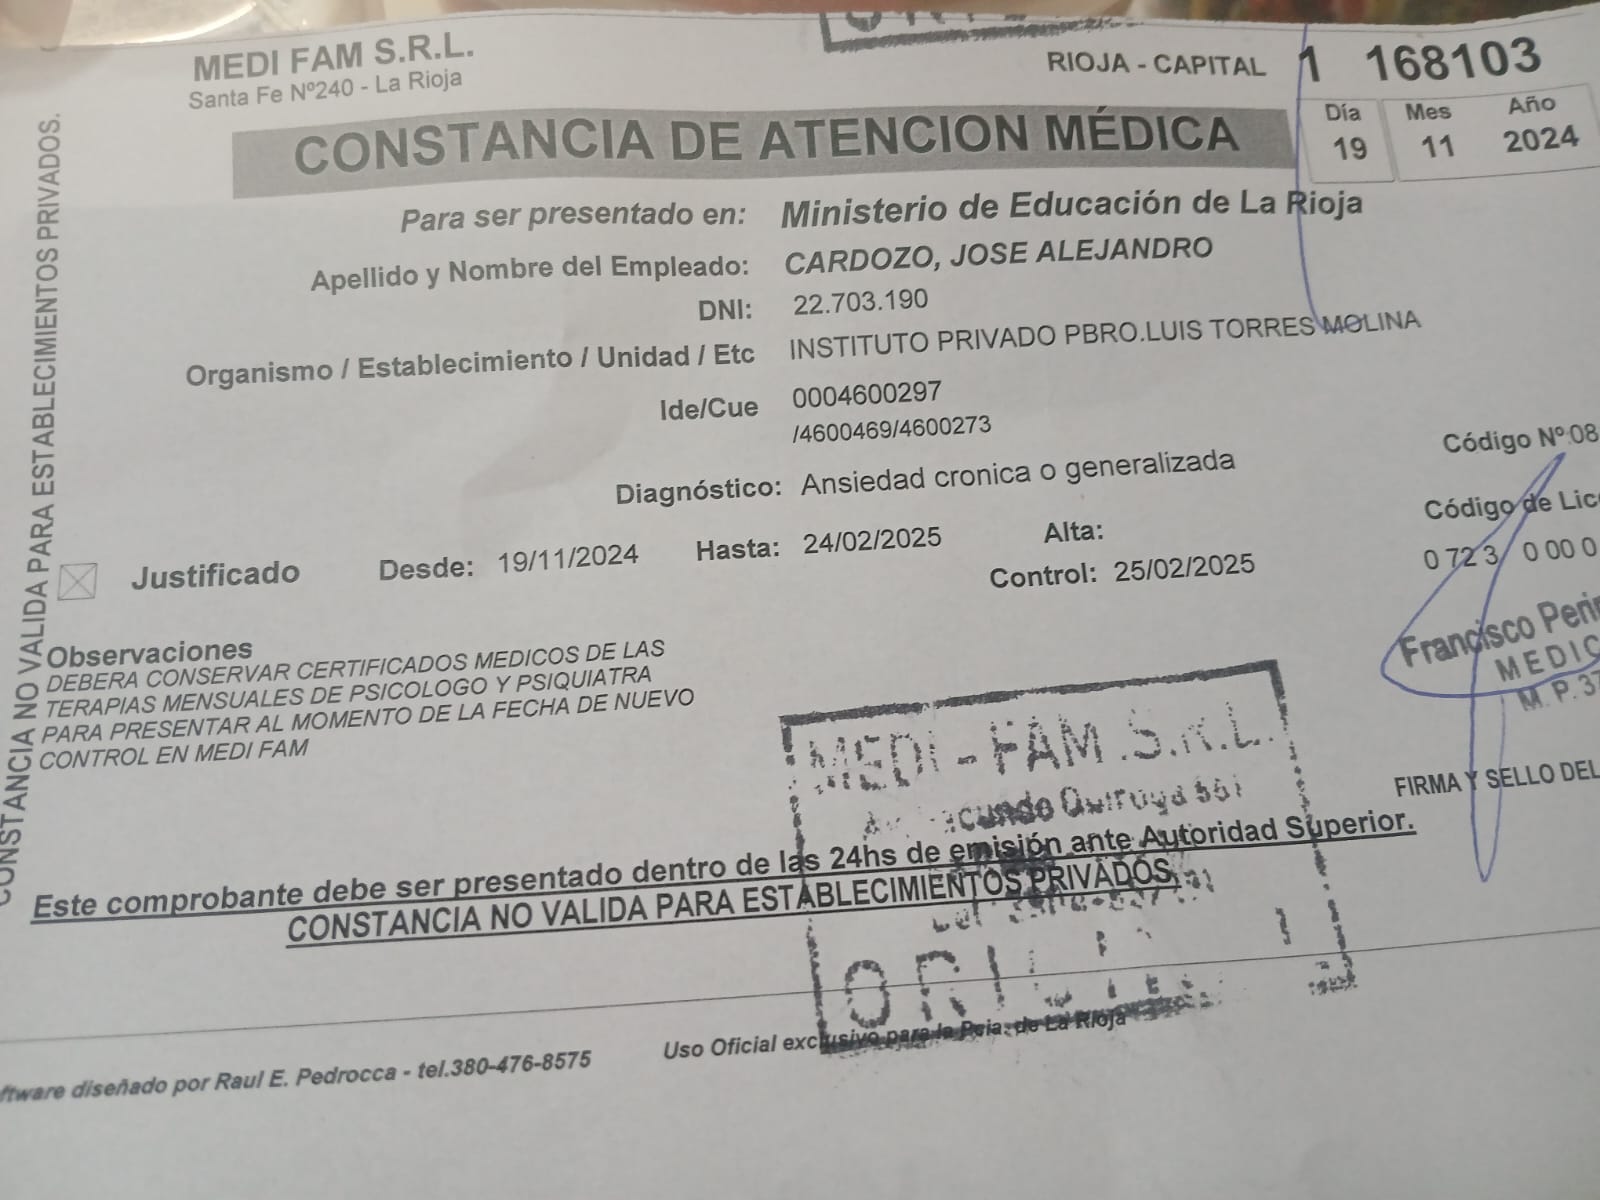 MEDI FAM S.R.L.
Santa Fe Nº240 - La Rioja
RIOJA - CAPITAL 1 168103
CONSTANCIA DE ATENCION MÉDICA
Día Mes Año
19 11 2024
Para ser presentado en: Ministerio de Educación de La Rioja
Apellido y Nombre del Empleado: CARDOZO, JOSE ALEJANDRO
DNI: 22.703.190
Organismo / Establecimiento / Unidad / Etc INSTITUTO PRIVADO PBRO.LUIS TORRES MOLINA
Ide/Cue 0004600297
/4600469/4600273
Código Nº:08
Diagnóstico: Ansiedad cronica o generalizada
Código de Lic
Justificado Desde: 19/11/2024 Hasta: 24/02/2025 Alta:
Control: 25/02/2025
0 723 0 00 0
Francisco
MEDIC
M. P. 37
Observaciones
DEBERA CONSERVAR CERTIFICADOS MEDICOS DE LAS
TERAPIAS MENSUALES DE PSICOLOGO Y PSIQUIATRA
PARA PRESENTAR AL MOMENTO DE LA FECHA DE NUEVO
CONTROL EN MEDI FAM
MEDI-FAM.S.R.L.
FIRMA Y SELLO DEL
Este comprobante debe ser presentado dentro de las 24hs de emisión ante Autoridad Superior.
CONSTANCIA NO VALIDA PARA ESTABLECIMIENTOS PRIVADOS.
ftware diseñado por Raul E. Pedrocca - tel.380-476-8575
Uso Oficial exclusivo para la Pcia. de La Rioja
CONSTANCIA NO VALIDA PARA ESTABLECIMIENTOS PRIVADOS.